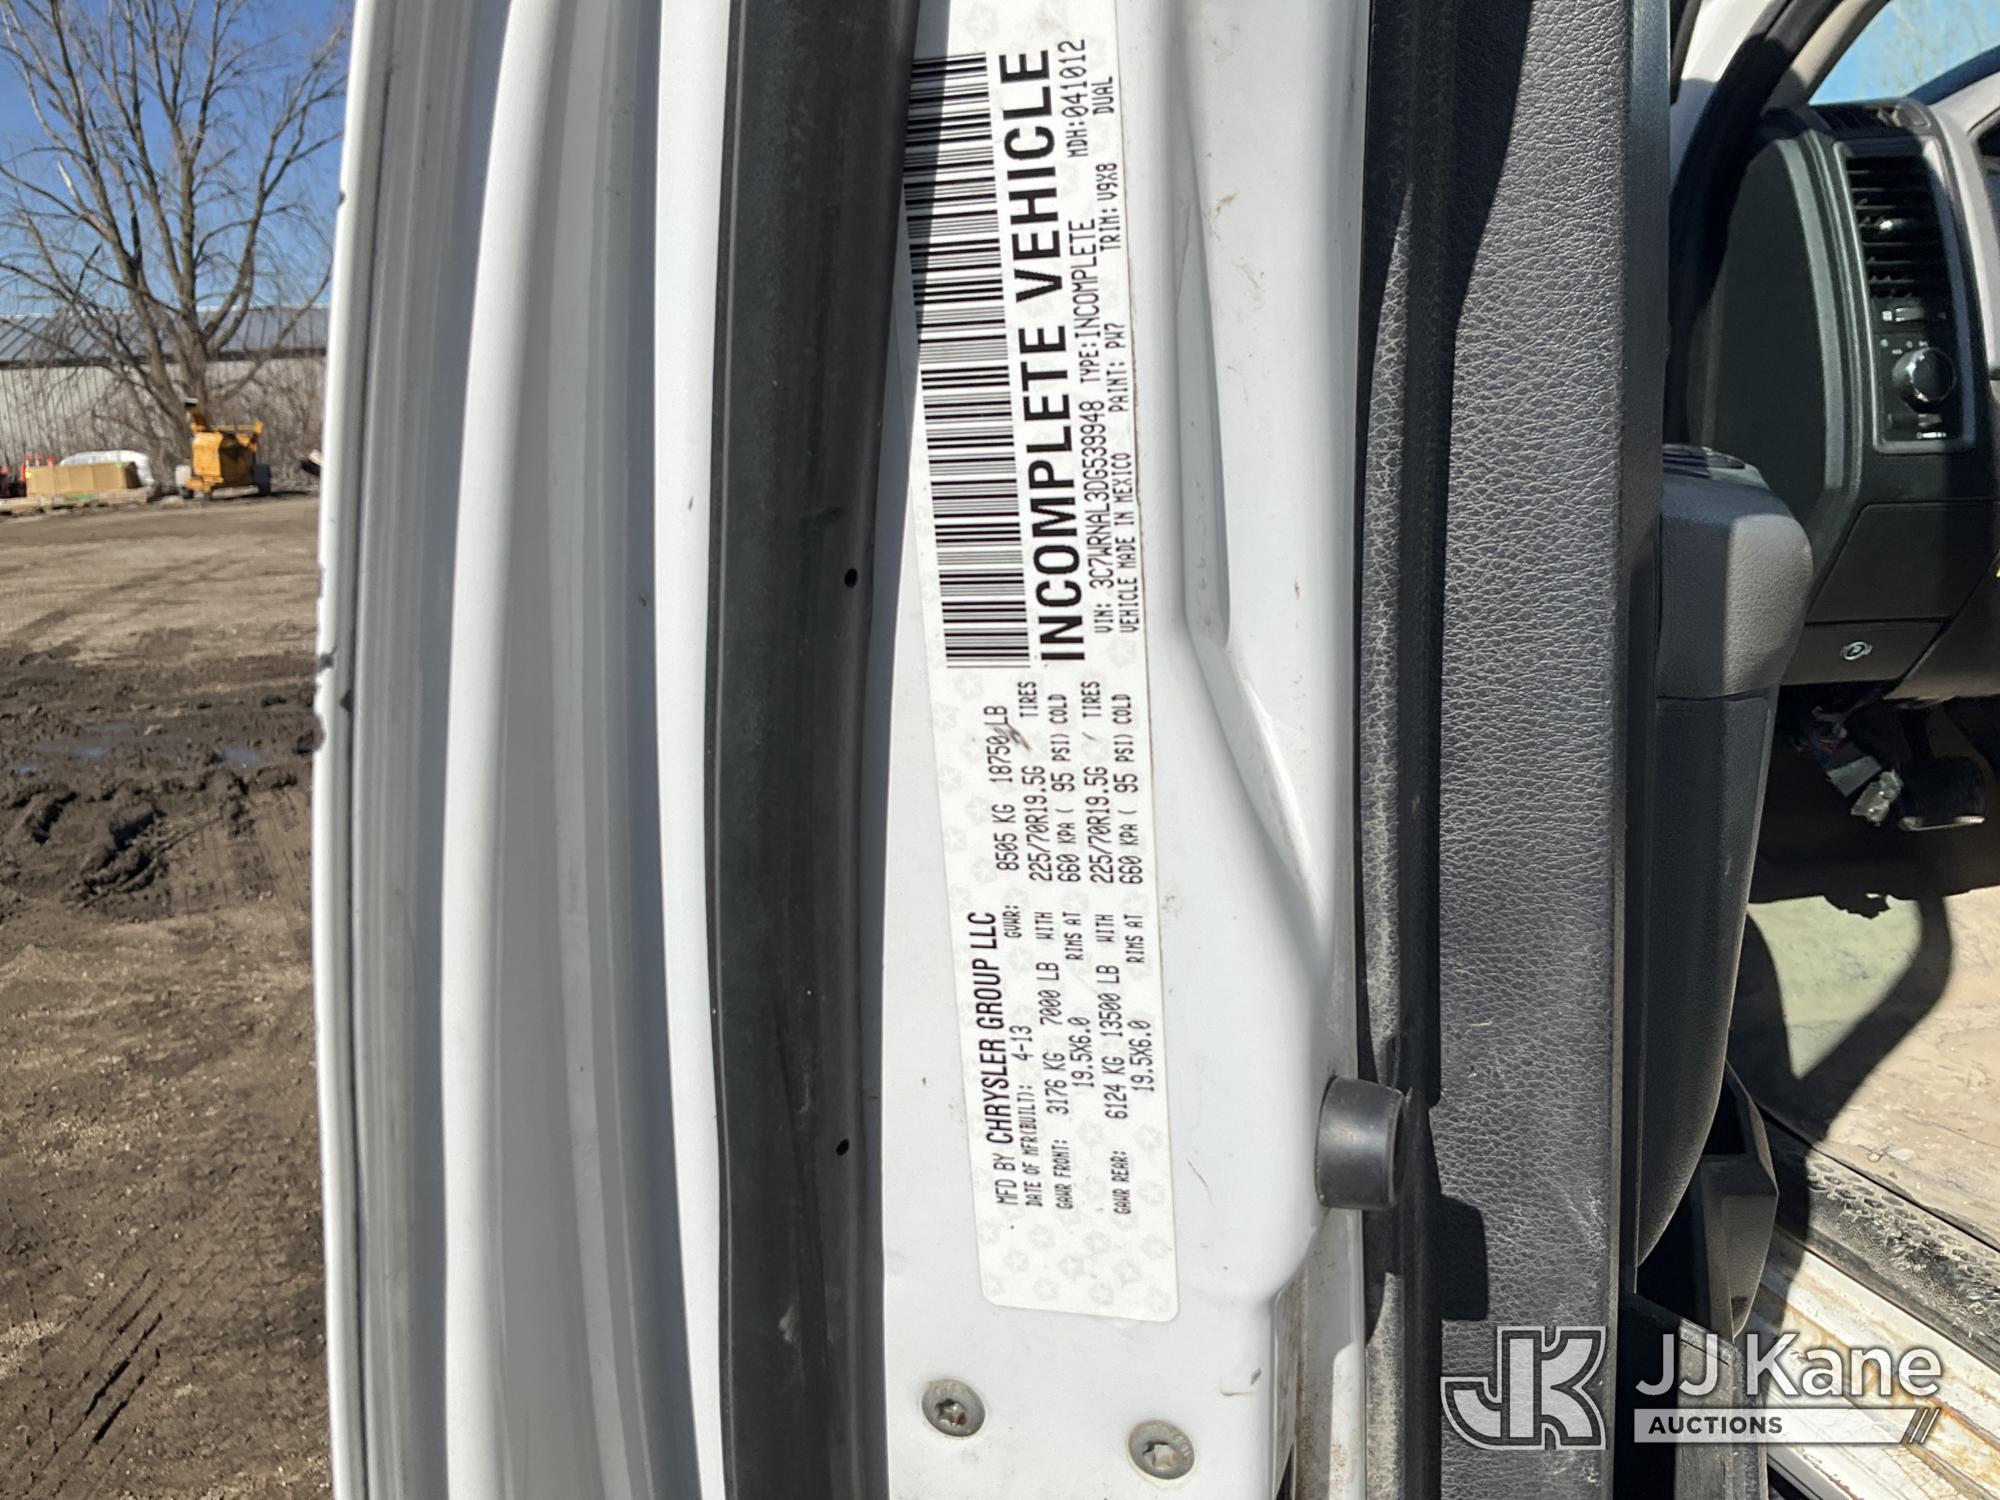 MFD BY CHRYSLER GROUP LLC
DATE OF MFR(BUILT): 4-13 GVWR: 8505 KG 18750 LB
GAWR FRONT: 3176 KG 7000 LB WITH 225/70R19.5G TIRES
19.5X6.0 RIMS AT 660 KPA ( 95 PSI) COLD
GAWR REAR: 6124 KG 13500 LB WITH 225/70R19.5G TIRES
19.5X6.0 RIMS AT 660 KPA ( 95 PSI) COLD
INCOMPLETE VEHICLE
VIN: 3C7WRNAL3DG539948 TYPE: INCOMPLETE MDH: 041012
VEHICLE MADE IN MEXICO PAINT: PW7 TRIM: V9X8 DUAL
JK JJ Kane
AUCTIONS